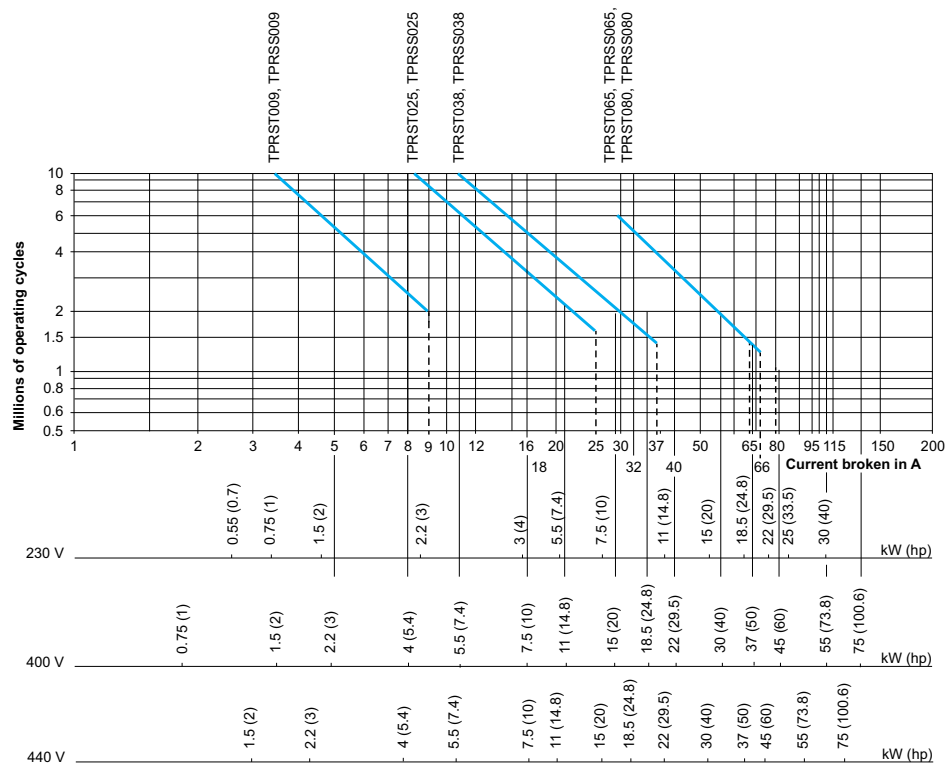 TPRST009, TPRSS009
TPRST025, TPRSS025
TPRST038, TPRSS038
TPRST065, TPRSS065,
TPRST080, TPRSS080
Millions of operating cycles
10
8
6
4
2
1.5
1
0.8
0.6
0.5
1 2 3 4 5 6 7 8 9 10 12 16 20 25 30 37 50 65 80 95 115 150 200
18 32 40 66 Current broken in A
0.55 (0.7) 0.75 (1) 1.5 (2) 2.2 (3) 3 (4) 5.5 (7.4) 7.5 (10) 11 (14.8) 15 (20) 18.5 (24.8) 22 (29.5) 25 (33.5) 30 (40)
230 V kW (hp)
0.75 (1) 1.5 (2) 2.2 (3) 4 (5.4) 5.5 (7.4) 7.5 (10) 11 (14.8) 15 (20) 18.5 (24.8) 22 (29.5) 30 (40) 37 (50) 45 (60) 55 (73.8) 75 (100.6)
400 V kW (hp)
1.5 (2) 2.2 (3) 4 (5.4) 5.5 (7.4) 7.5 (10) 11 (14.8) 15 (20) 18.5 (24.8) 22 (29.5) 30 (40) 37 (50) 45 (60) 55 (73.8) 75 (100.6)
440 V kW (hp)